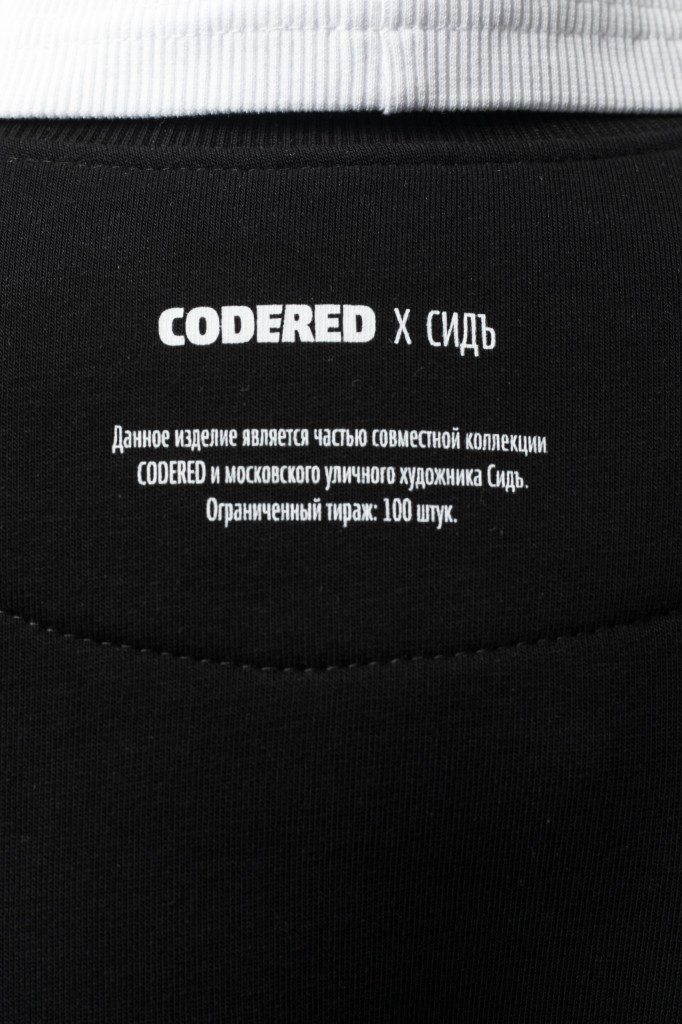 CODERED X СИДЪ
Данное изделие является частью совместной коллекции
CODERED и московского уличного художника Сидъ.
Ограниченный тираж: 100 штук.